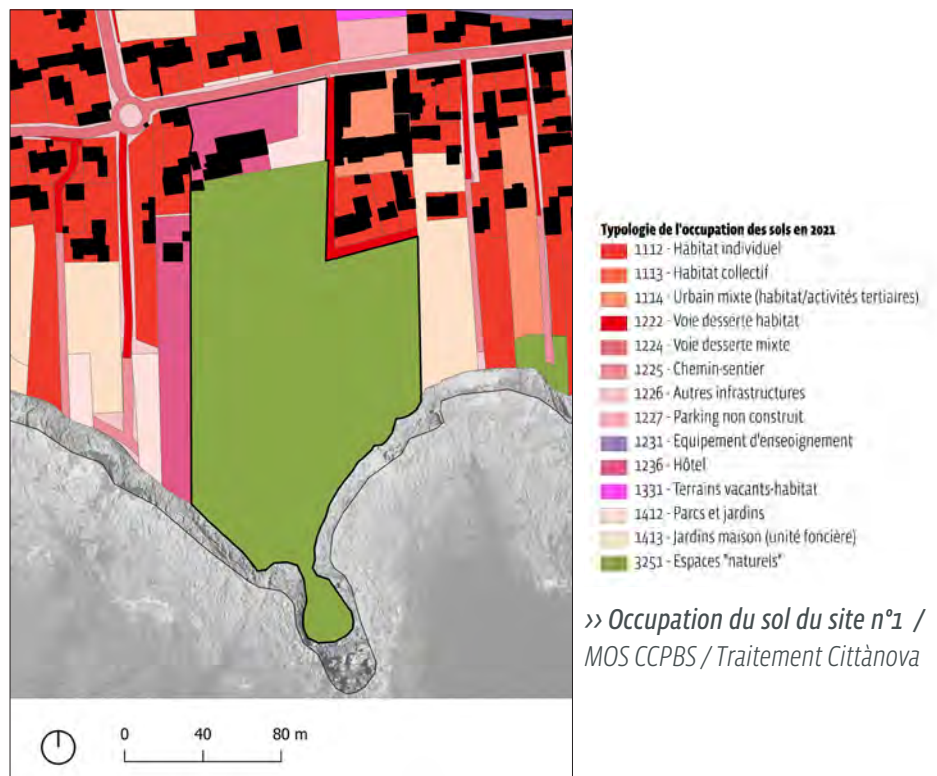 Typologie de l'occupation des sols en 2021
1112 - Habitat individuel
1113 - Habitat collectif
1114 - Urbain mixte (habitat/activités tertiaires)
1222 - Voie desserte habitat
1224 - Voie desserte mixte
1225 - Chemin-sentier
1226 - Autres infrastructures
1227 - Parking non construit
1231 - Equipement d'enseoignement
1236 - Hôtel
1331 - Terrains vacants-habitat
1412 - Parcs et jardins
1413 - Jardins maison (unité foncière)
3251 - Espaces "naturels"
›› Occupation du sol du site n°1 /
MOS CCPBS / Traitement Cittànova
0 40 80 m